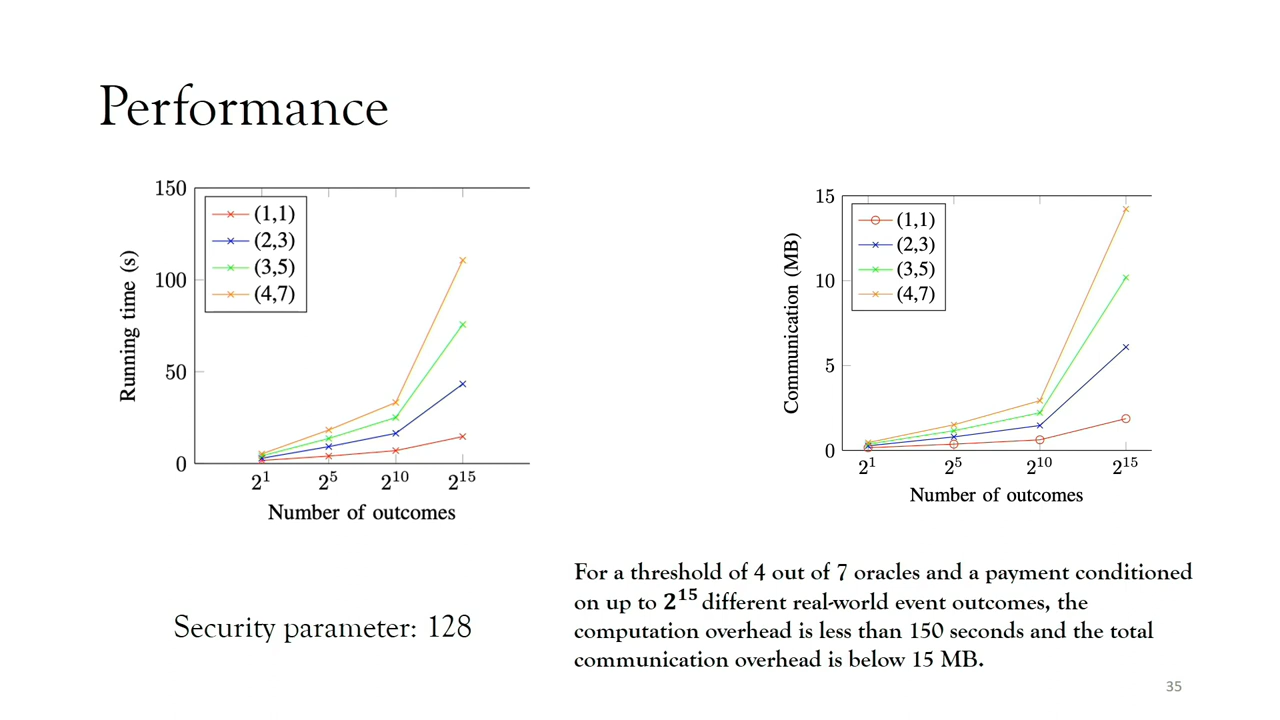 Performance
150
100
50
0
(1,1)
(2,3)
(3,5)
(4,7)
Running time (s)
2^1 2^5 2^10 2^15
Number of outcomes
15
10
5
0
(1,1)
(2,3)
(3,5)
(4,7)
Communication (MB)
2^1 2^5 2^10 2^15
Number of outcomes
Security parameter: 128
For a threshold of 4 out of 7 oracles and a payment conditioned
on up to 2^15 different real-world event outcomes, the
computation overhead is less than 150 seconds and the total
communication overhead is below 15 MB.
35